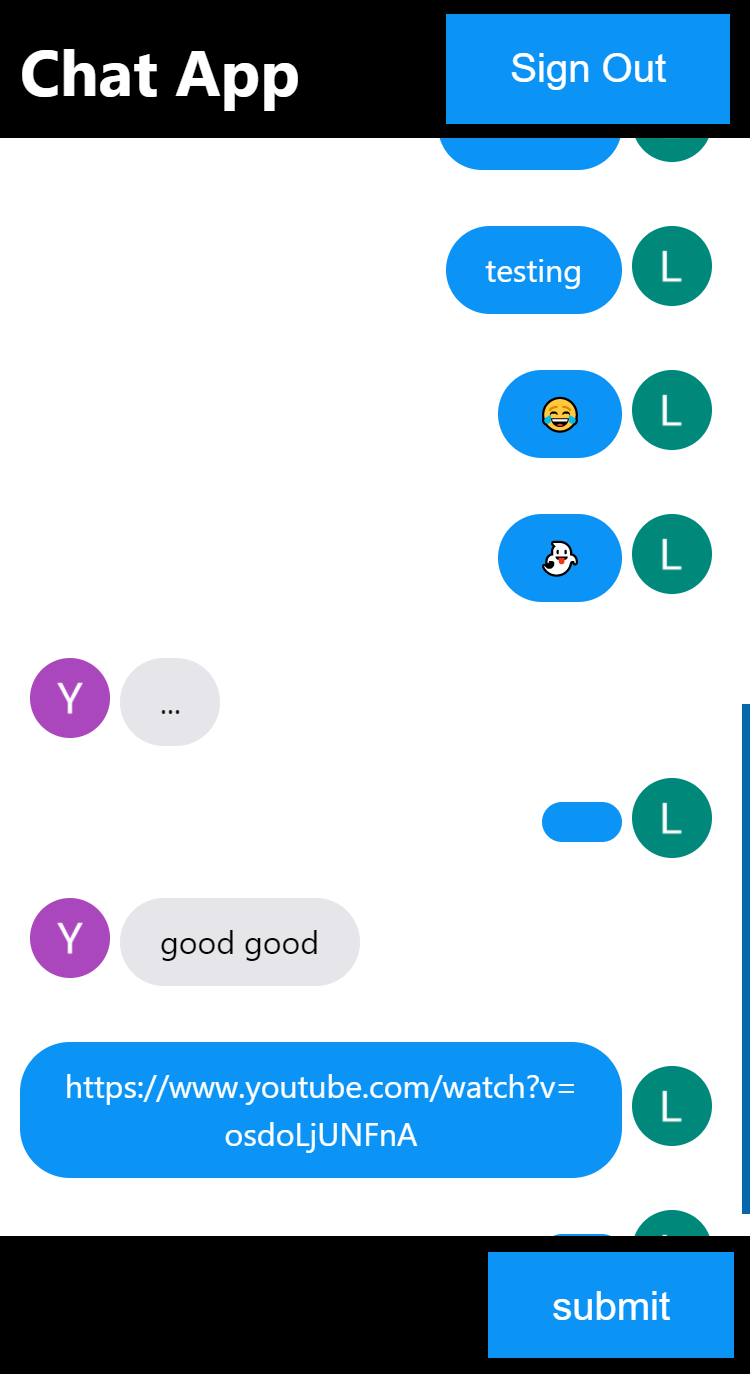 Chat App
Sign Out
testing
L
😂
L
👻
L
Y
...
L
Y
good good
https://www.youtube.com/watch?v=
osdoLjUNFnA
L
submit